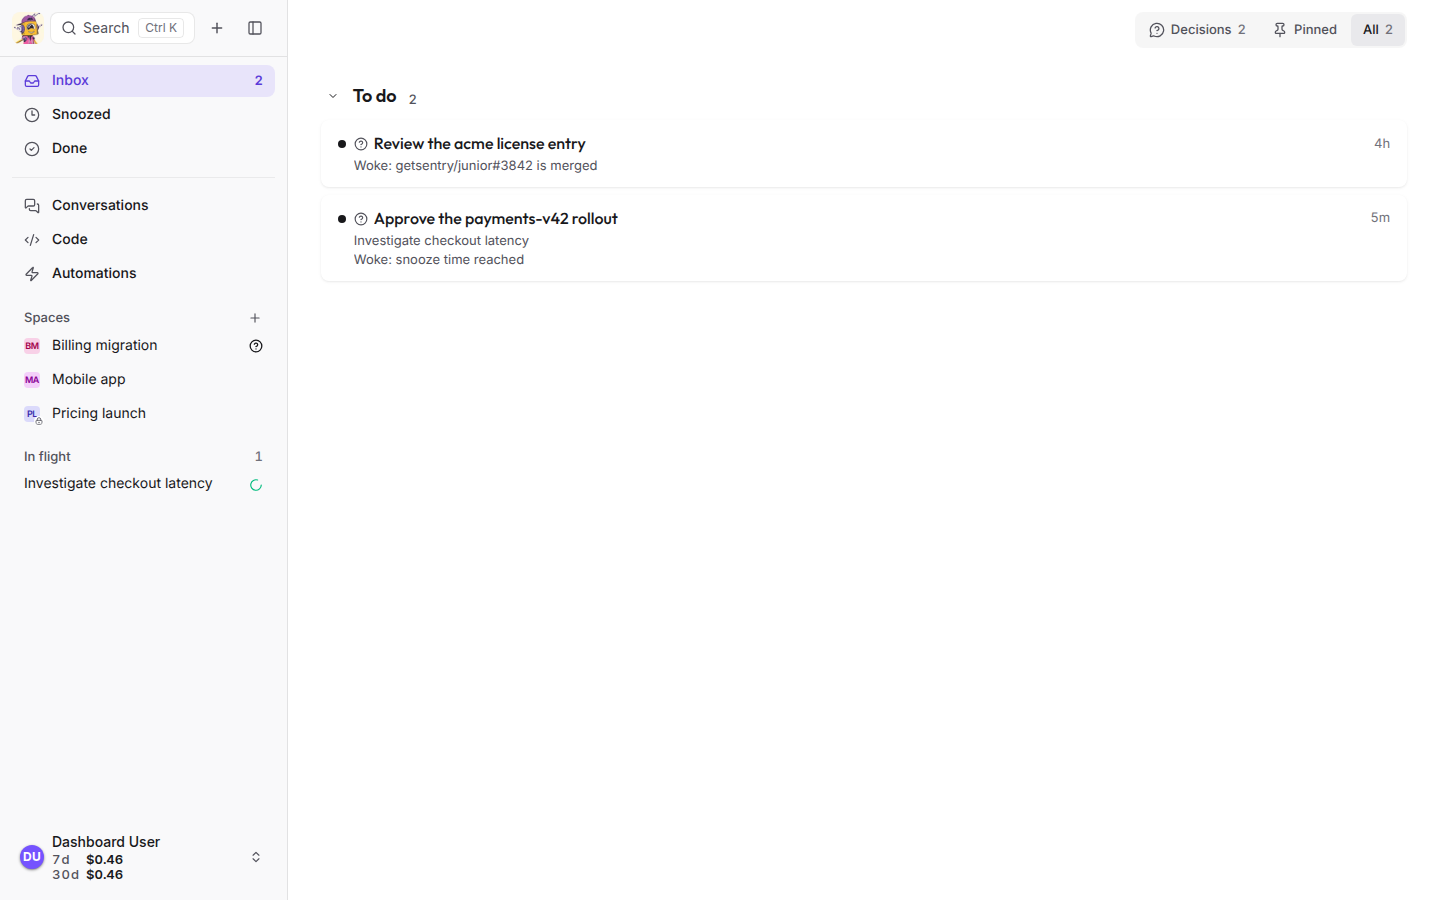 Search Ctrl K
Inbox 2
Snoozed
Done
Conversations
Code
Automations
Spaces
BM Billing migration
MA Mobile app
PL Pricing launch
In flight 1
Investigate checkout latency
DU Dashboard User
7d $0.46
30d $0.46
Decisions 2 Pinned All 2
To do 2
Review the acme license entry 4h
Woke: getsentry/junior#3842 is merged
Approve the payments-v42 rollout 5m
Investigate checkout latency
Woke: snooze time reached